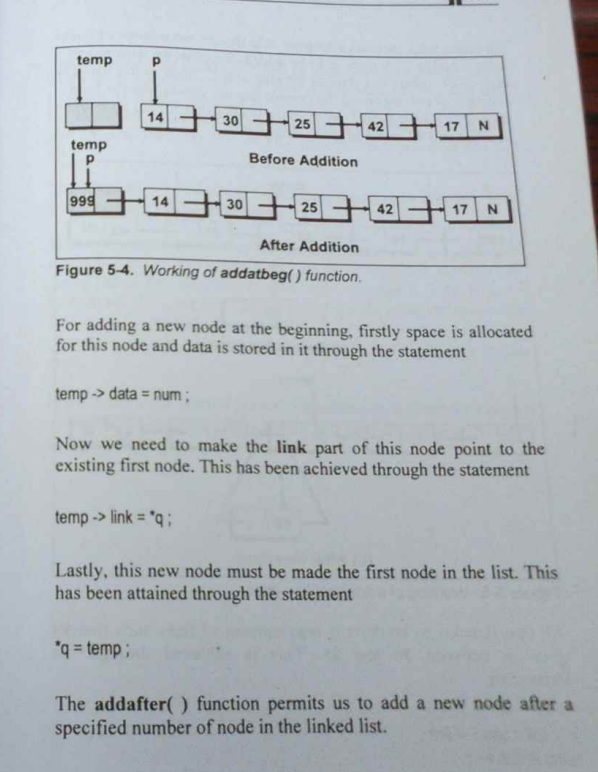 temp p
14 30 25 42 17 N
temp
p
Before Addition
999 14 30 25 42 17 N
After Addition
Figure 5-4. Working of addatbeg( ) function.
For adding a new node at the beginning, firstly space is allocated
for this node and data is stored in it through the statement
temp -> data = num ;
Now we need to make the link part of this node point to the
existing first node. This has been achieved through the statement
temp -> link = *q ;
Lastly, this new node must be made the first node in the list. This
has been attained through the statement
*q = temp ;
The addafter( ) function permits us to add a new node after a
specified number of node in the linked list.